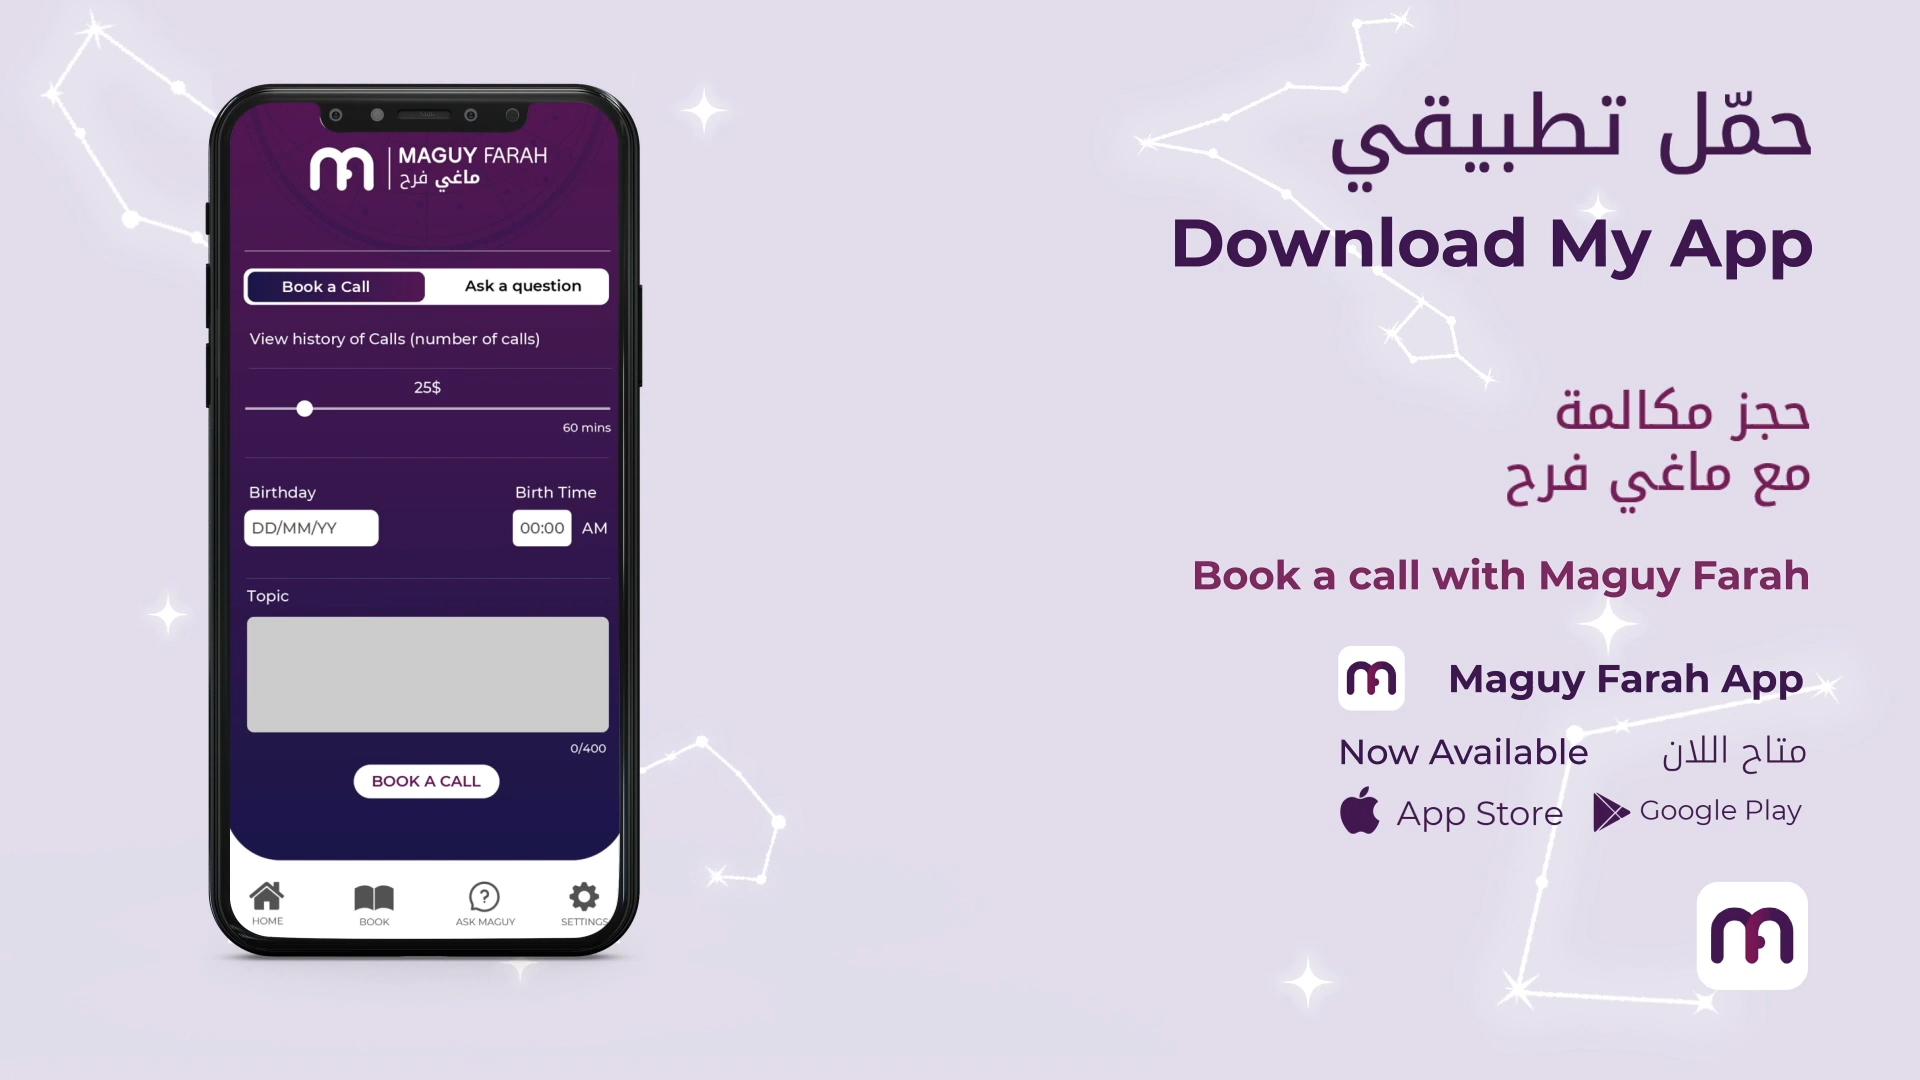 MAGUY FARAH
ماغي فرح
Book a Call
Ask a question
View history of Calls (number of calls)
25$
60 mins
Birthday
Birth Time
DD/MM/YY
00:00 AM
Topic
0/400
BOOK A CALL
HOME
BOOK
ASK MAGUY
SETTINGS
حمّل تطبيقي
Download My App
حجز مكالمة
مع ماغي فرح
Book a call with Maguy Farah
Maguy Farah App
Now Available
متاح اللان
App Store
Google Play